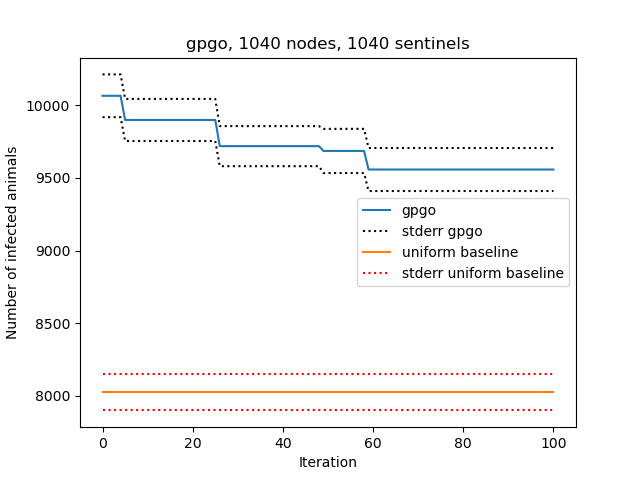 gpgo, 1040 nodes, 1040 sentinels
Number of infected animals
10000
9500
9000
8500
8000
gpgo
stderr gpgo
uniform baseline
stderr uniform baseline
0 20 40 60 80 100
Iteration